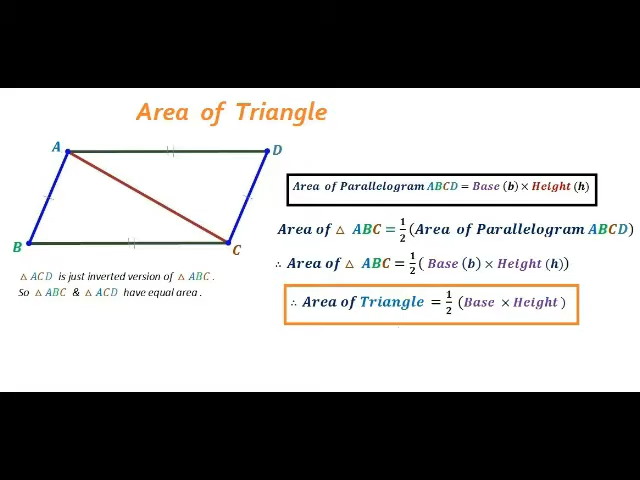 Area of Triangle
A
D
B
C
Area of Parallelogram ABCD = Base (b) × Height (h)
Area of △ ABC = 1/2 (Area of Parallelogram ABCD)
∴ Area of △ ABC = 1/2 ( Base (b) × Height (h))
∴ Area of Triangle = 1/2 (Base × Height )
△ ACD is just inverted version of △ ABC .
So △ ABC & △ ACD have equal area .